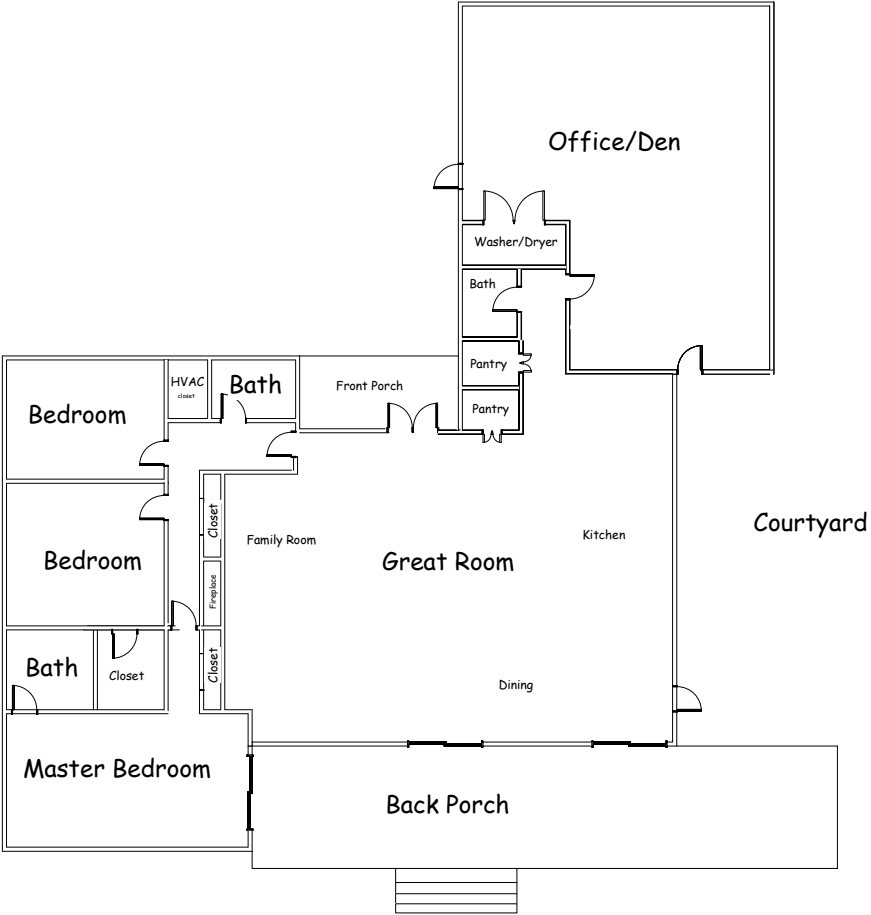 Office/Den
Washer/Dryer
Bath
Pantry
HVAC
closet
Bath
Front Porch
Pantry
Bedroom
Closet
Family Room
Kitchen
Courtyard
Bedroom
Great Room
Fireplace
Bath
Closet
Closet
Dining
Master Bedroom
Back Porch